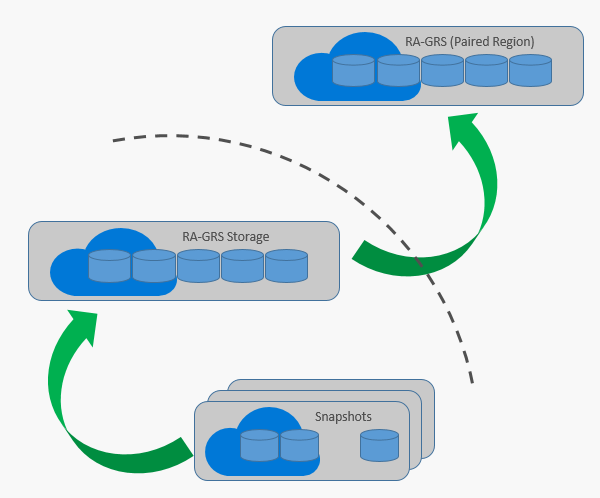 RA-GRS (Paired Region)
RA-GRS Storage
Snapshots